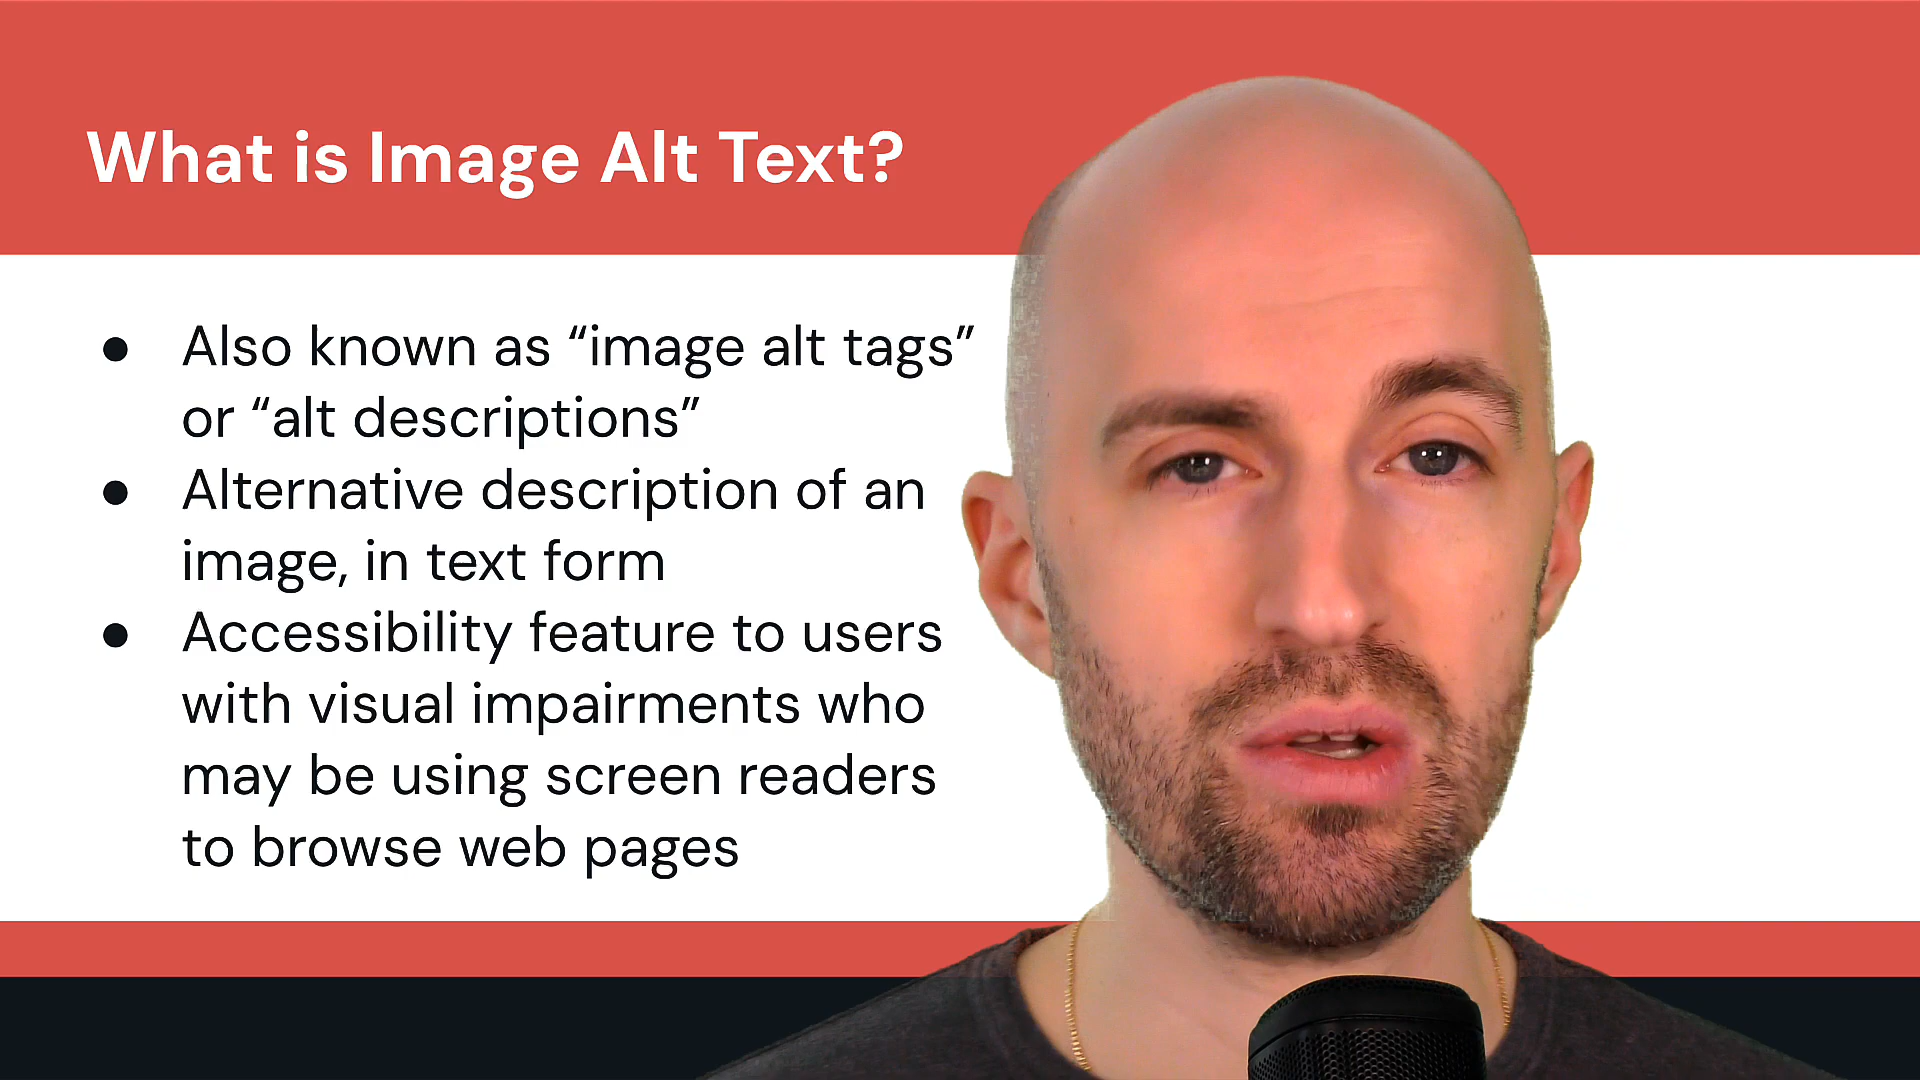 What is Image Alt Text?
● Also known as “image alt tags”
or “alt descriptions”
● Alternative description of an
image, in text form
● Accessibility feature to users
with visual impairments who
may be using screen readers
to browse web pages